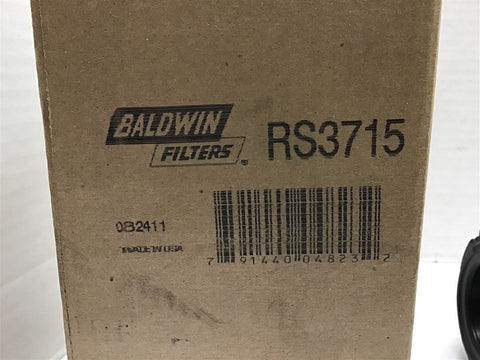 BALDWIN
FILTERS®
RS3715
0B2411
MADE IN USA
7 91440 04823 2